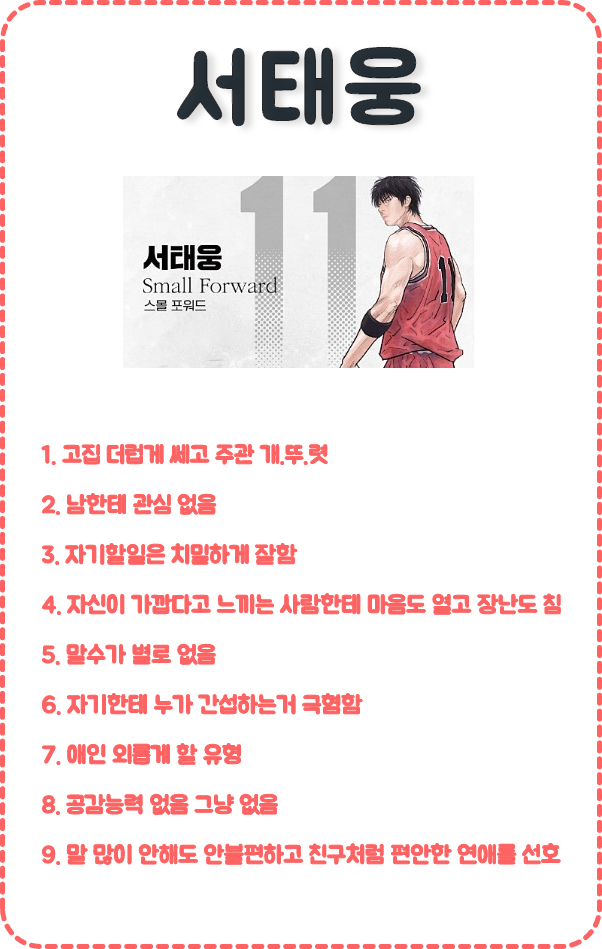 서태웅
11
서태웅
Small Forward
스몰 포워드
11
1. 고집 더럽게 쎄고 주관 개.뚜.렷
2. 남한테 관심 없음
3. 자기할일은 치밀하게 잘함
4. 자신이 가깝다고 느끼는 사람한테 마음도 열고 장난도 침
5. 말수가 별로 없음
6. 자기한태 누가 간섭하는거 극혐함
7. 애인 외롭게 할 유형
8. 공감능력 없음 그냥 없음
9. 말 많이 안해도 안불편하고 친구처럼 편안한 연애를 선호